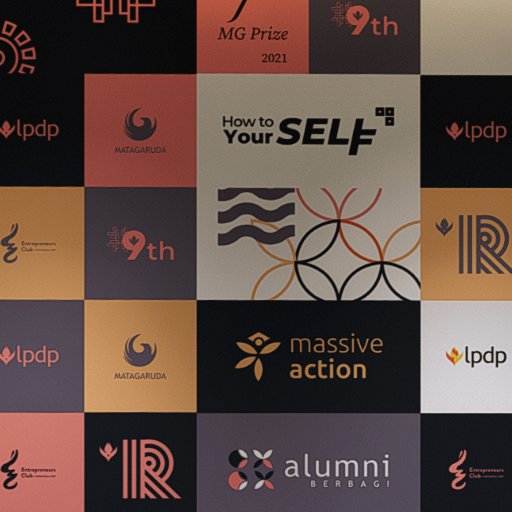 MG Prize
2021
#9th
lpdp
MATAGARUDA
How to
Your SELF
lpdp
Entrepreneurs
Club
#9th
R
lpdp
MATAGARUDA
massive
action
lpdp
Entrepreneurs
Club
R
alumni
BERBAGI
Entrepreneurs
Club